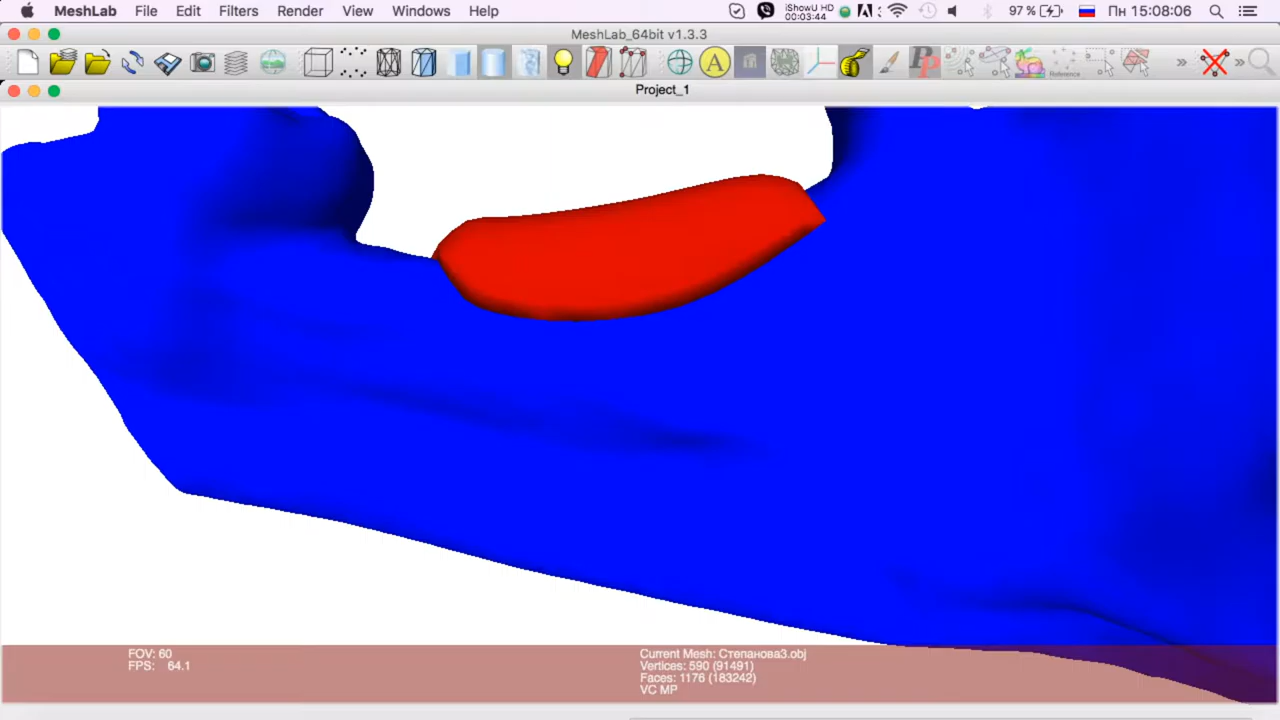 MeshLab File Edit Filters Render View Windows Help iShowU HD 00:03:44 97 % Пн 15:08:06
MeshLab_64bit v1.3.3
A Pp Reference
Project_1
FOV: 60
FPS: 64.1
Current Mesh: Степанова3.obj
Vertices: 590 (91491)
Faces: 1176 (183242)
VC MP